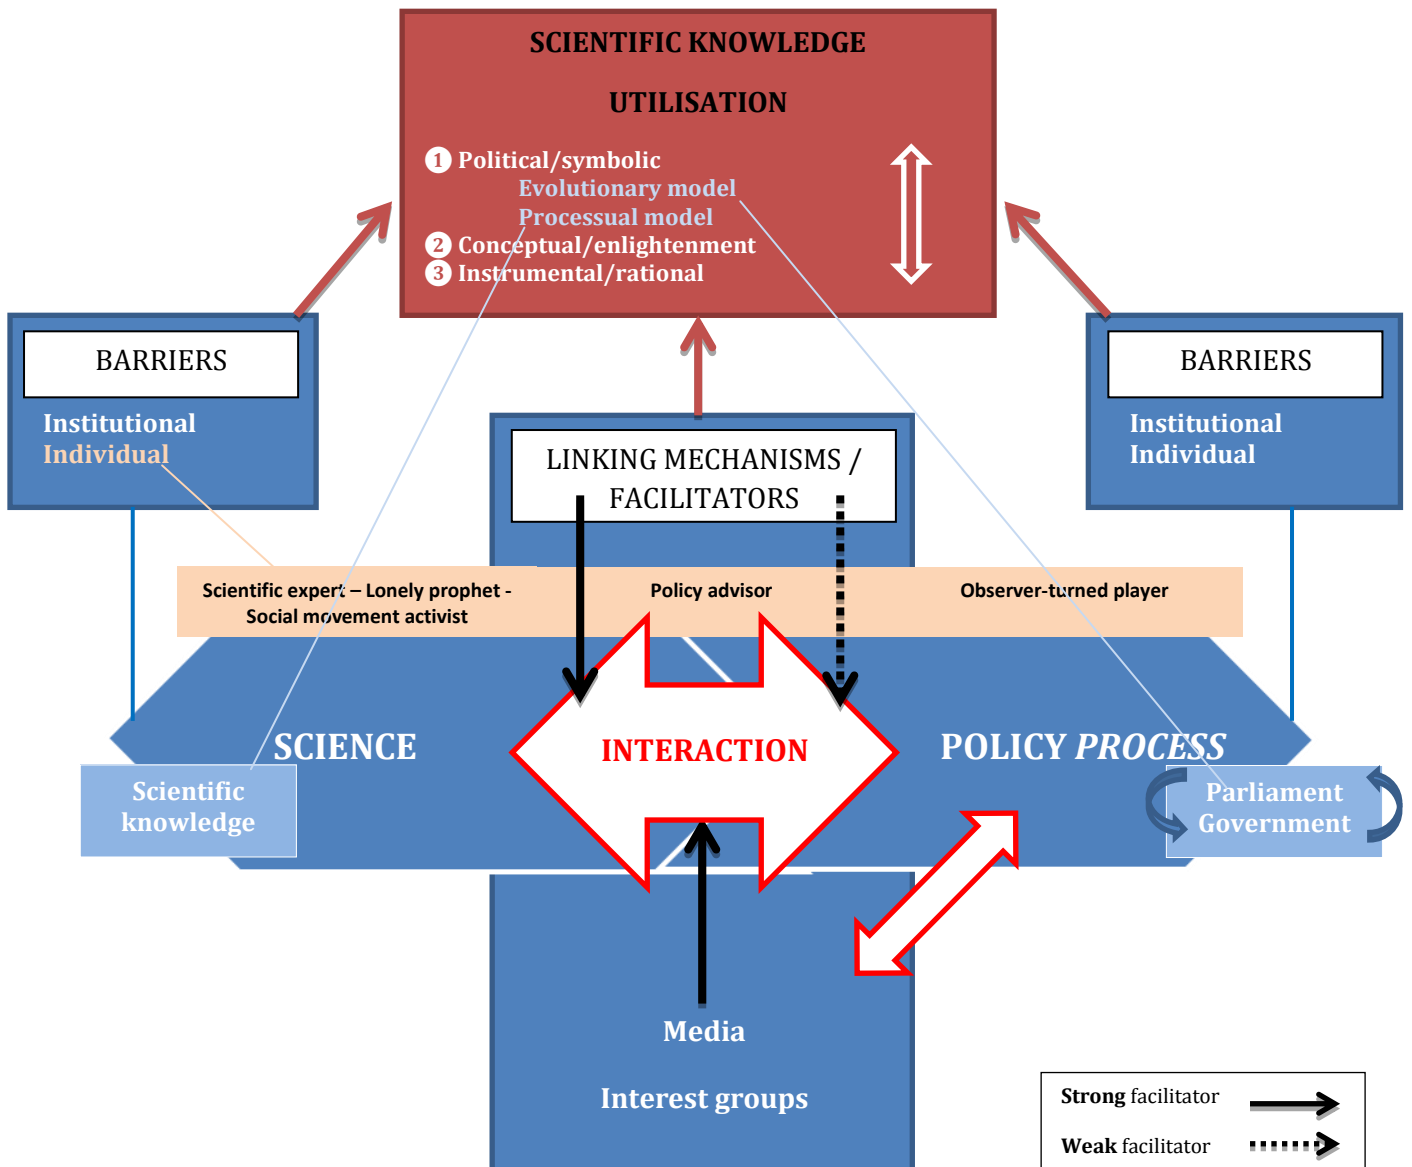 SCIENTIFIC KNOWLEDGE
UTILISATION
1 Political/symbolic
Evolutionary model
Processual model
2 Conceptual/enlightenment
3 Instrumental/rational
BARRIERS
Institutional
Individual
BARRIERS
Institutional
Individual
LINKING MECHANISMS /
FACILITATORS
Scientific expert – Lonely prophet -
Social movement activist
Policy advisor
Observer-turned player
SCIENCE
INTERACTION
POLICY PROCESS
Scientific
knowledge
Parliament
Government
Media
Interest groups
Strong facilitator
Weak facilitator